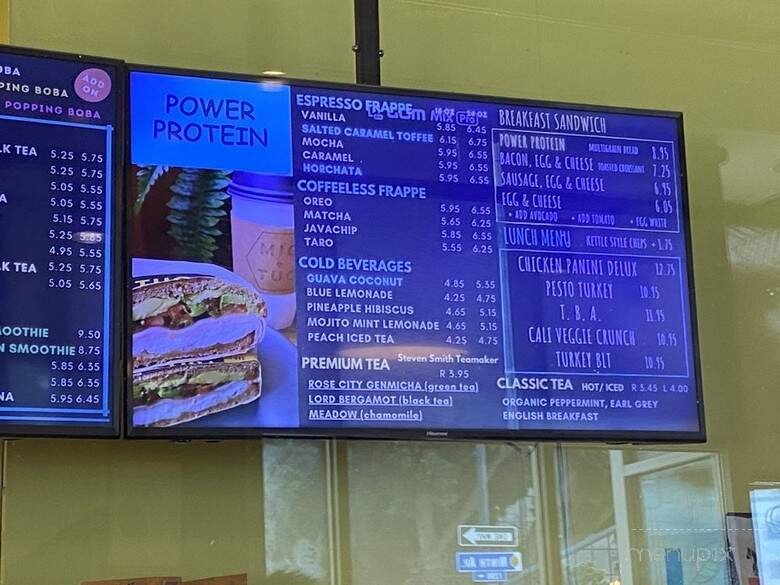 BA
ADD ON
PING BOBA
POPPING BOBA
K TEA 5.25 5.75
5.25 5.75
5.05 5.55
A 5.05 5.55
5.15 5.75
5.25 5.85
4.95 5.55
K TEA 5.25 5.75
5.05 5.65
OOTHIE 9.50
N SMOOTHIE 8.75
5.85 6.35
5.85 6.35
NA 5.95 6.45
POWER
PROTEIN
ESPRESSO FRAPPE 16 OZ 24 OZ
VANILLA 5.85 6.45
SALTED CARAMEL TOFFEE 6.15 6.75
MOCHA 5.95 6.55
CARAMEL 5.95 6.55
HORCHATA 5.95 6.55
COFFEELESS FRAPPE
OREO 5.95 6.55
MATCHA 5.65 6.25
JAVACHIP 5.85 6.55
TARO 5.55 6.25
COLD BEVERAGES
GUAVA COCONUT 4.85 5.55
BLUE LEMONADE 4.25 4.75
PINEAPPLE HIBISCUS 4.65 5.15
MOJITO MINT LEMONADE 4.65 5.15
PEACH ICED TEA 4.25 4.75
PREMIUM TEA Steven Smith Teamaker
R 3.95
ROSE CITY GENMICHA (green tea)
LORD BERGAMOT (black tea)
MEADOW (chamomile)
BREAKFAST SANDWICH
POWER PROTEIN MULTIGRAIN BREAD 8.95
BACON, EGG & CHEESE TOASTED CROISSANT 7.25
SAUSAGE, EGG & CHEESE 6.95
EGG & CHEESE 6.05
• ADD AVOCADO • ADD TOMATO • EGG WHITE
LUNCH MENU KETTLE STYLE CHIPS + 1.75
CHICKEN PANINI DELUX 12.75
PESTO TURKEY 10.95
T. B. A. 11.95
CALI VEGGIE CRUNCH 10.95
TURKEY BLT 10.95
CLASSIC TEA HOT/ICED R 3.45 L 4.00
ORGANIC PEPPERMINT, EARL GREY
ENGLISH BREAKFAST
Hisense
menupix